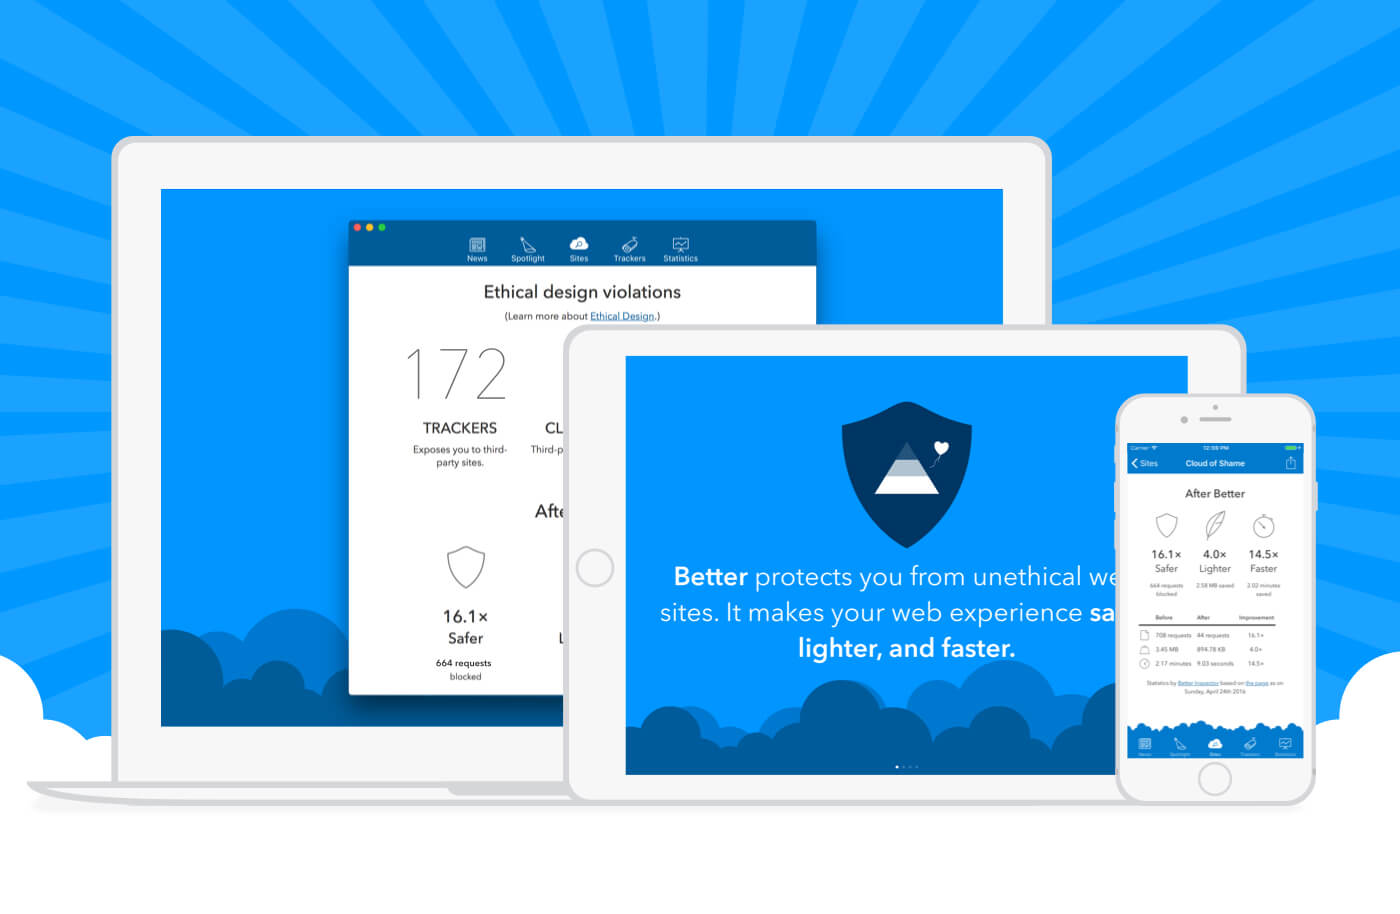 News Spotlight Sites Trackers Statistics
Ethical design violations
(Learn more about Ethical Design.)
172
TRACKERS
CL
Exposes you to third-
party sites.
Third-p
Afte
16.1×
Safer
L
664 requests
blocked
Better protects you from unethical we
sites. It makes your web experience sa
lighter, and faster.
Carrier 12:59 PM
Sites Cloud of Shame
After Better
16.1× 4.0× 14.5×
Safer Lighter Faster
664 requests 2.58 MB saved 2.02 minutes
blocked saved
Before After Improvement
708 requests 44 requests 16.1×
3.45 MB 894.78 KB 4.0×
2.17 minutes 9.03 seconds 14.5×
Statistics by Better Inspector based on the page as on
Sunday, April 24th 2016
News Spotlight Sites Trackers Statistics